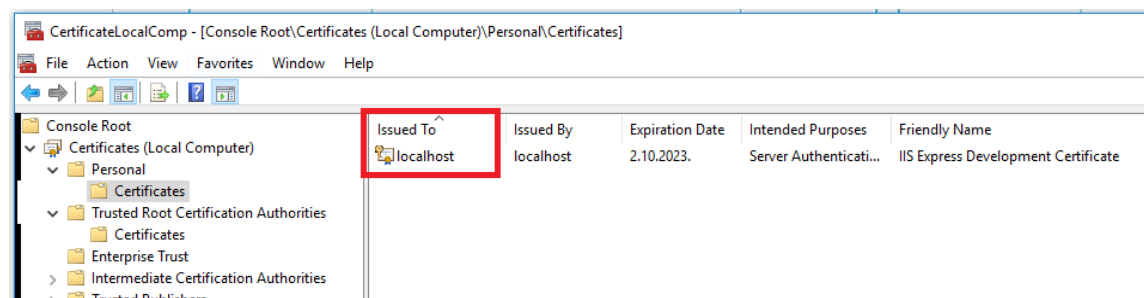 CertificateLocalComp - [Console Root\Certificates (Local Computer)\Personal\Certificates]
File Action View Favorites Window Help
Console Root
Certificates (Local Computer)
Personal
Certificates
Trusted Root Certification Authorities
Certificates
Enterprise Trust
Intermediate Certification Authorities
Trusted Publishers
Issued To Issued By Expiration Date Intended Purposes Friendly Name
localhost localhost 2.10.2023. Server Authenticati... IIS Express Development Certificate